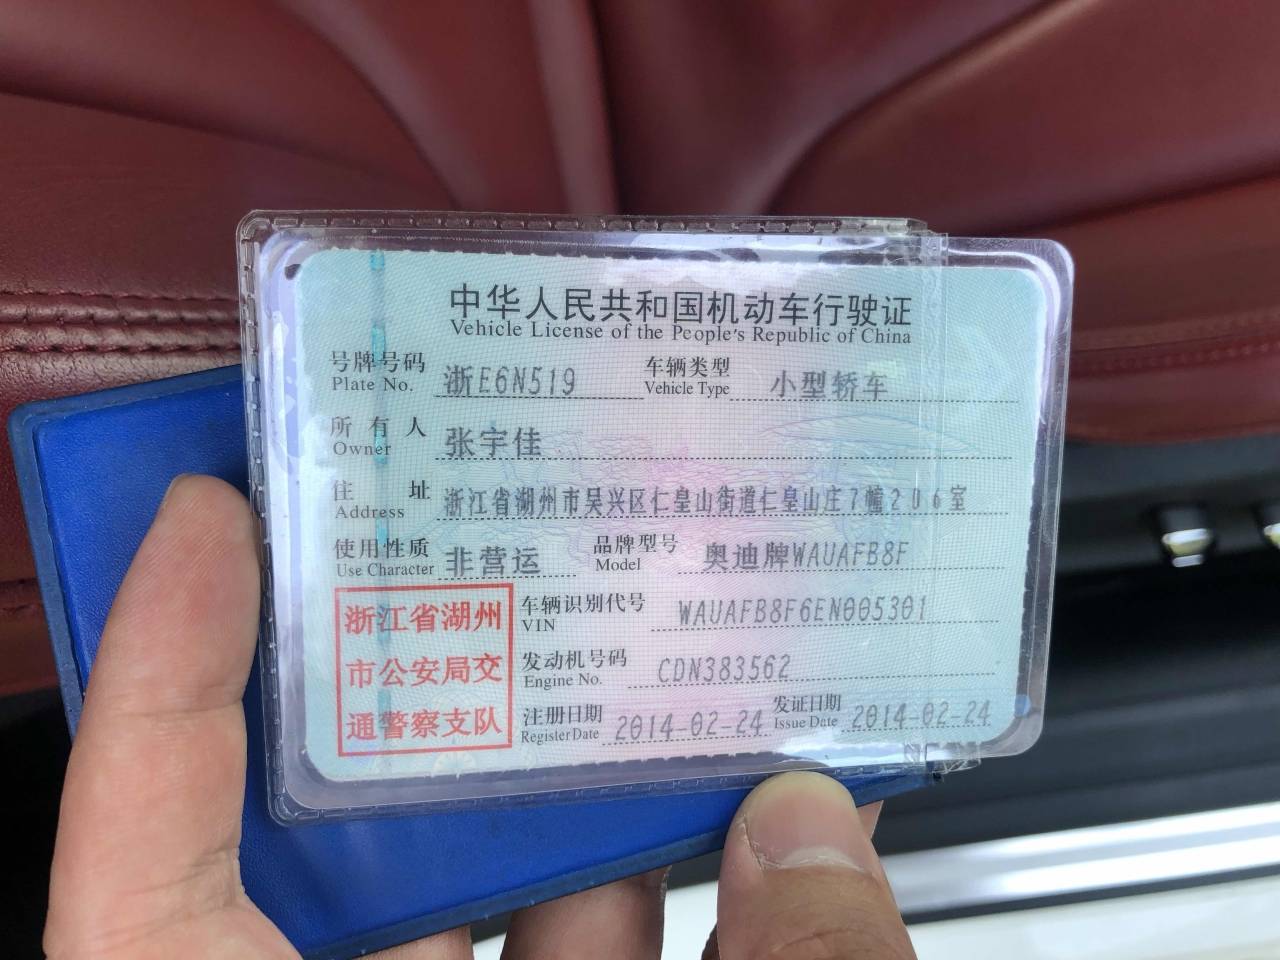 中华人民共和国机动车行驶证
Vehicle License of the People's Republic of China
号牌号码 浙E6N519 车辆类型 小型轿车
Plate No. Vehicle Type
所有人 张宇佳
Owner
住址 浙江省湖州市吴兴区仁皇山街道仁皇山庄7幢206室
Address
使用性质 非营运 品牌型号 奥迪牌WAUAFB8F
Use Character Model
浙江省湖州
市公安局交
通警察支队
车辆识别代号 WAUAFB8F6EN005301
VIN
发动机号码 CDN383562
Engine No.
注册日期 2014-02-24 发证日期 2014-02-24
Register Date Issue Date